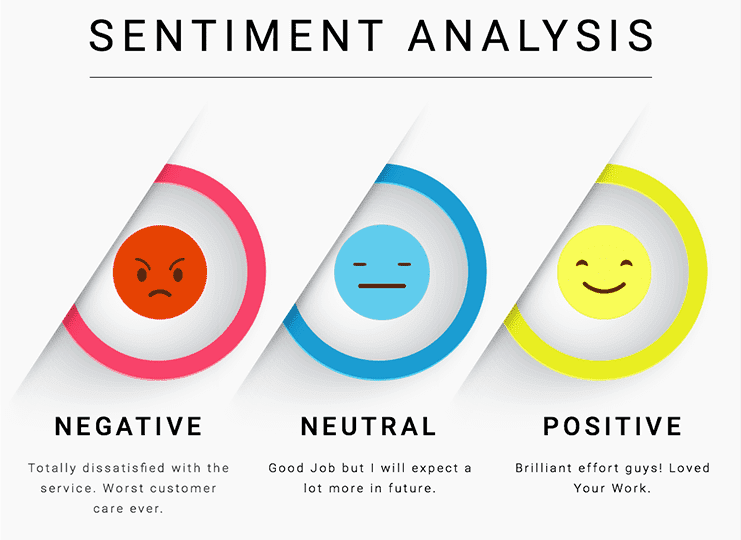 SENTIMENT ANALYSIS
NEGATIVE
Totally dissatisfied with the
service. Worst customer
care ever.
NEUTRAL
Good Job but I will expect a
lot more in future.
POSITIVE
Brilliant effort guys! Loved
Your Work.